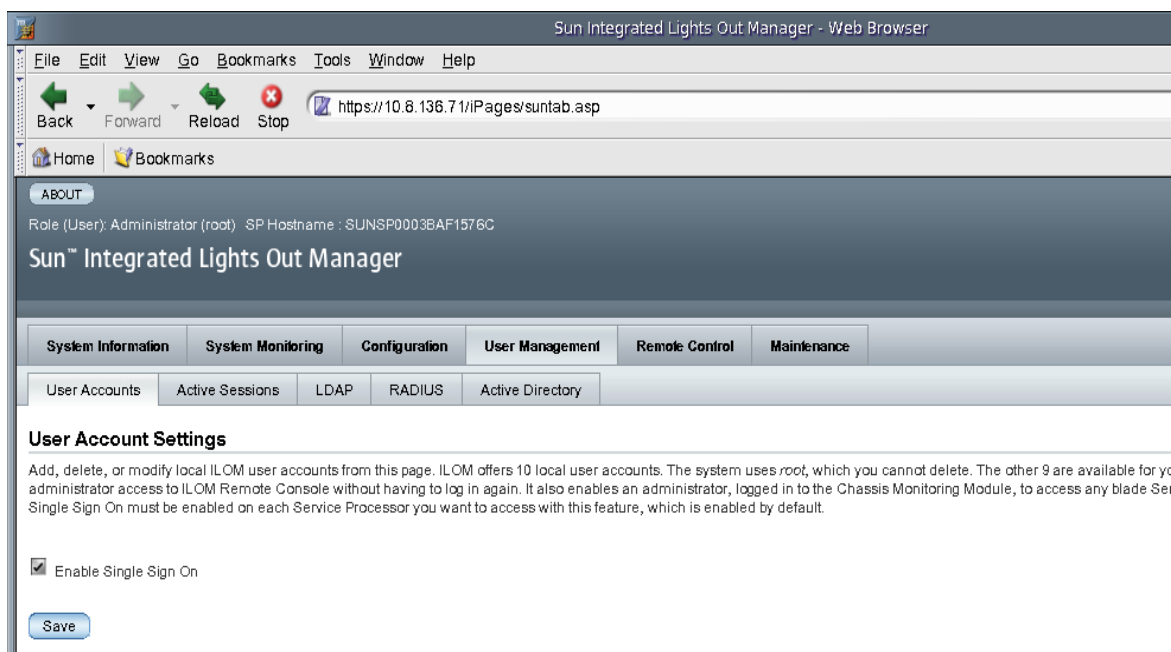 Sun Integrated Lights Out Manager - Web Browser
File Edit View Go Bookmarks Tools Window Help
Back Forward Reload Stop https://10.8.136.71/iPages/suntab.asp
Home Bookmarks
ABOUT
Role (User): Administrator (root) SP Hostname : SUNSP0003BAF1576C
Sun™ Integrated Lights Out Manager
System Information System Monitoring Configuration User Management Remote Control Maintenance
User Accounts Active Sessions LDAP RADIUS Active Directory
User Account Settings
Add, delete, or modify local ILOM user accounts from this page. ILOM offers 10 local user accounts. The system uses root, which you cannot delete. The other 9 are available for
administrator access to ILOM Remote Console without having to log in again. It also enables an administrator, logged in to the Chassis Monitoring Module, to access any blade
Single Sign On must be enabled on each Service Processor you want to access with this feature, which is enabled by default.
Enable Single Sign On
Save